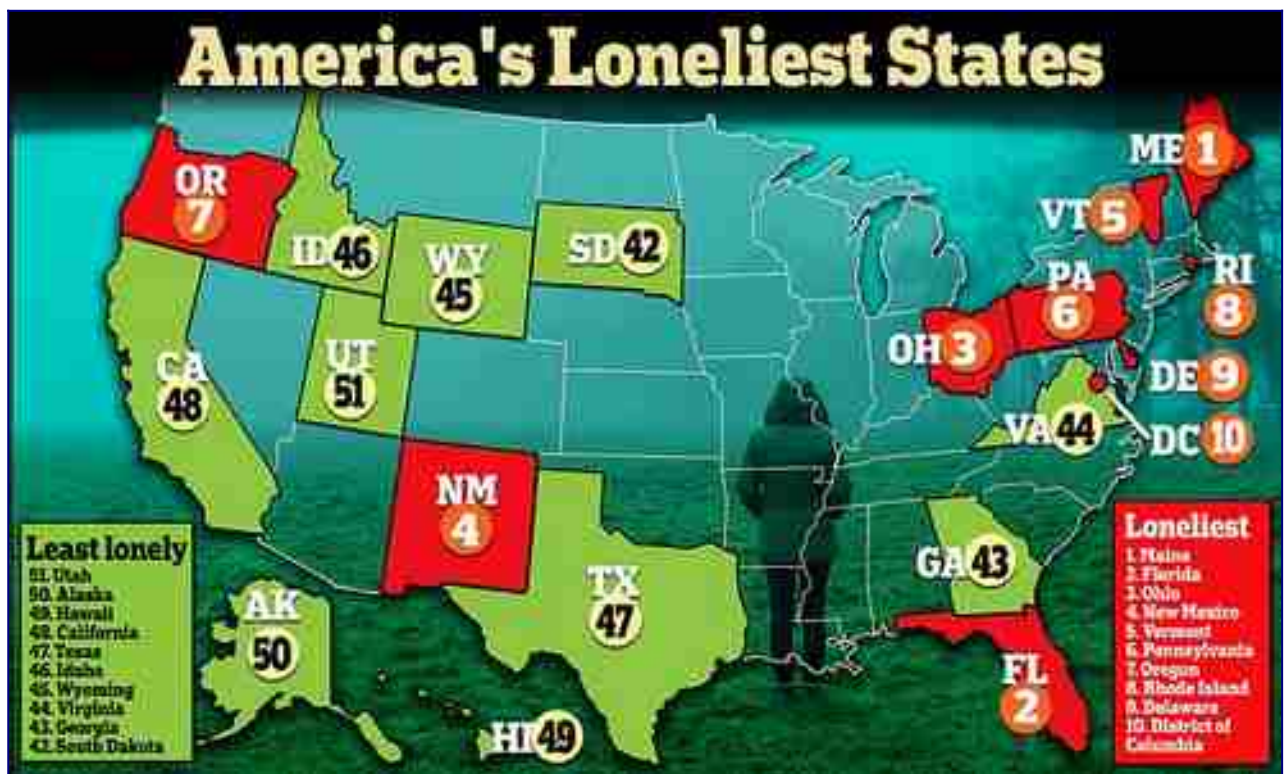 America's Loneliest States
ME 1
OR
7
VT 5
ID 46
WY
45
SD 42
PA
6
RI
8
OH 3
CA
48
UT
51
DE 9
VA 44
DC 10
NM
4
GA 43
TX
47
AK
50
FL
2
HI 49
Least lonely
51. Utah
50. Alaska
49. Hawaii
48. California
47. Texas
46. Idaho
45. Wyoming
44. Virginia
43. Georgia
42. South Dakota
Loneliest
1. Maine
2. Florida
3. Ohio
4. New Mexico
5. Vermont
6. Pennsylvania
7. Oregon
8. Rhode Island
9. Delaware
10. District of
Columbia